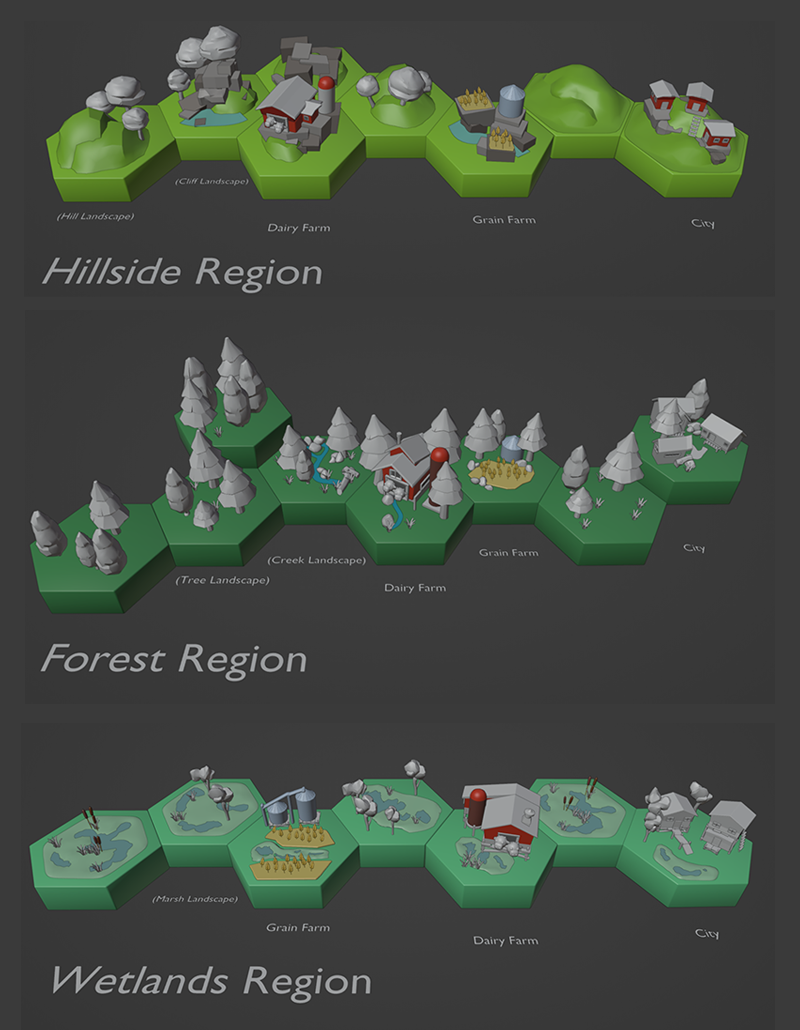 (Hill Landscape)
(Cliff Landscape)
Dairy Farm
Grain Farm
City
Hillside Region
(Tree Landscape)
(Creek Landscape)
Dairy Farm
Grain Farm
City
Forest Region
(Marsh Landscape)
Grain Farm
Dairy Farm
City
Wetlands Region